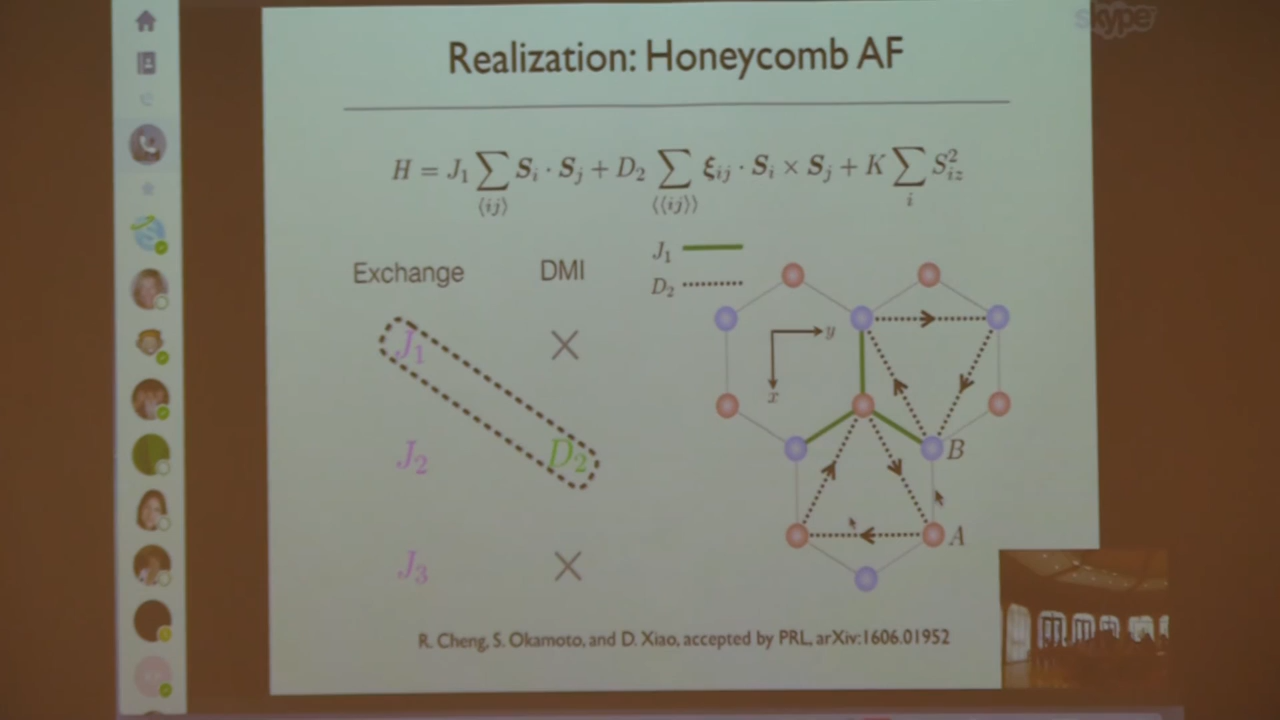 skype
Realization: Honeycomb AF
H = J₁ ∑ Sᵢ · Sⱼ + D₂ ∑ ξᵢⱼ · Sᵢ × Sⱼ + K ∑ S²ᵢz
⟨ij⟩ ⟨⟨ij⟩⟩ i
Exchange DMI
J₁
D₂
J₁ ×
J₂ D₂
J₃ ×
y
x
B
A
R. Cheng, S. Okamoto, and D. Xiao, accepted by PRL, arXiv:1606.01952